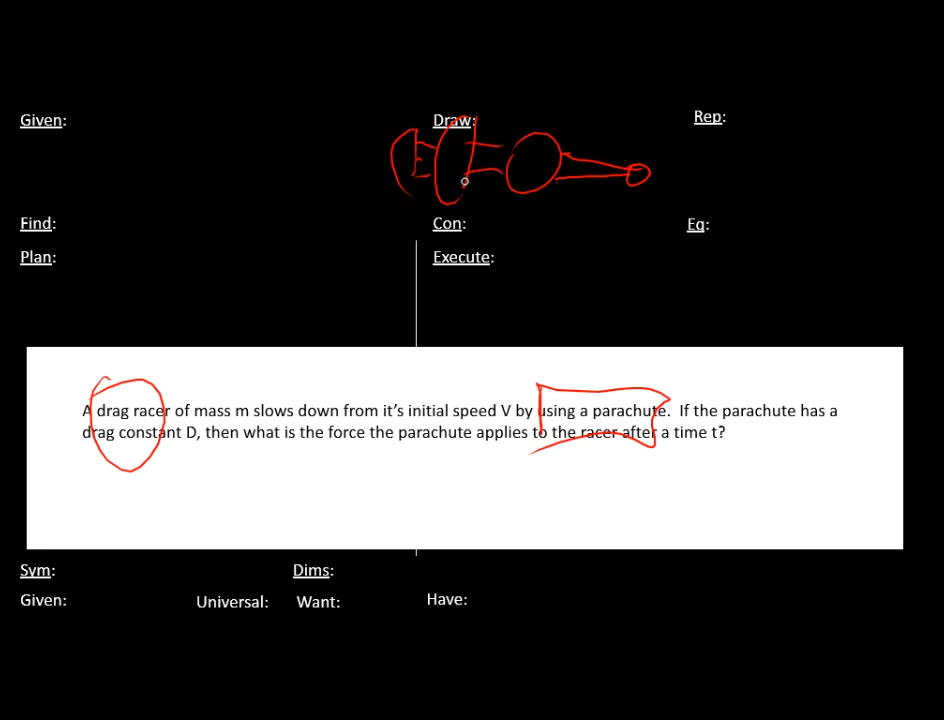 Given:
Draw:
Rep:
Find:
Con:
Eq:
Plan:
Execute:
A drag racer of mass m slows down from it's initial speed V by using a parachute. If the parachute has a
drag constant D, then what is the force the parachute applies to the racer after a time t?
Sym:
Dims:
Given:
Universal:
Want:
Have: